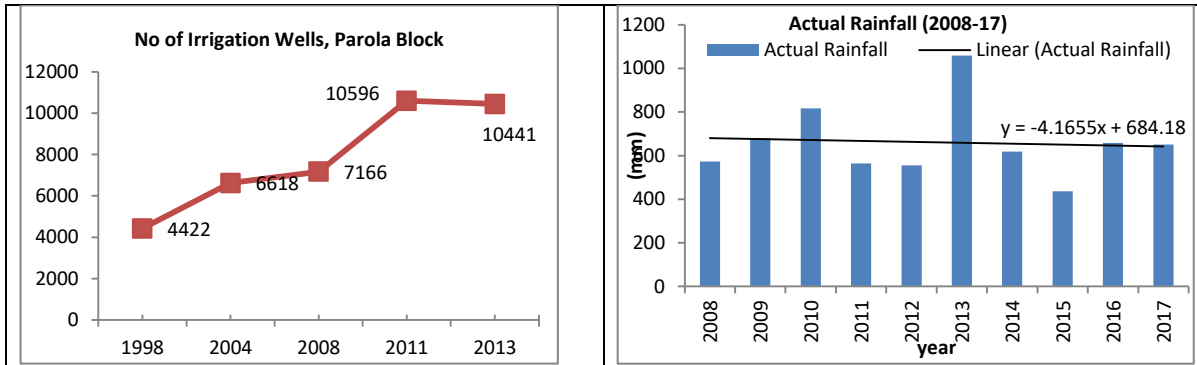 No of Irrigation Wells, Parola Block
12000
10000
8000
6000
4000
2000
0
4422
6618
7166
10596
10441
1998 2004 2008 2011 2013
Actual Rainfall (2008-17)
Actual Rainfall Linear (Actual Rainfall)
1000
800
600
400
200
0
(mm)
y = -4.1655x + 684.18
2008 2009 2010 2011 2012 2013 2014 2015 2016 2017
year